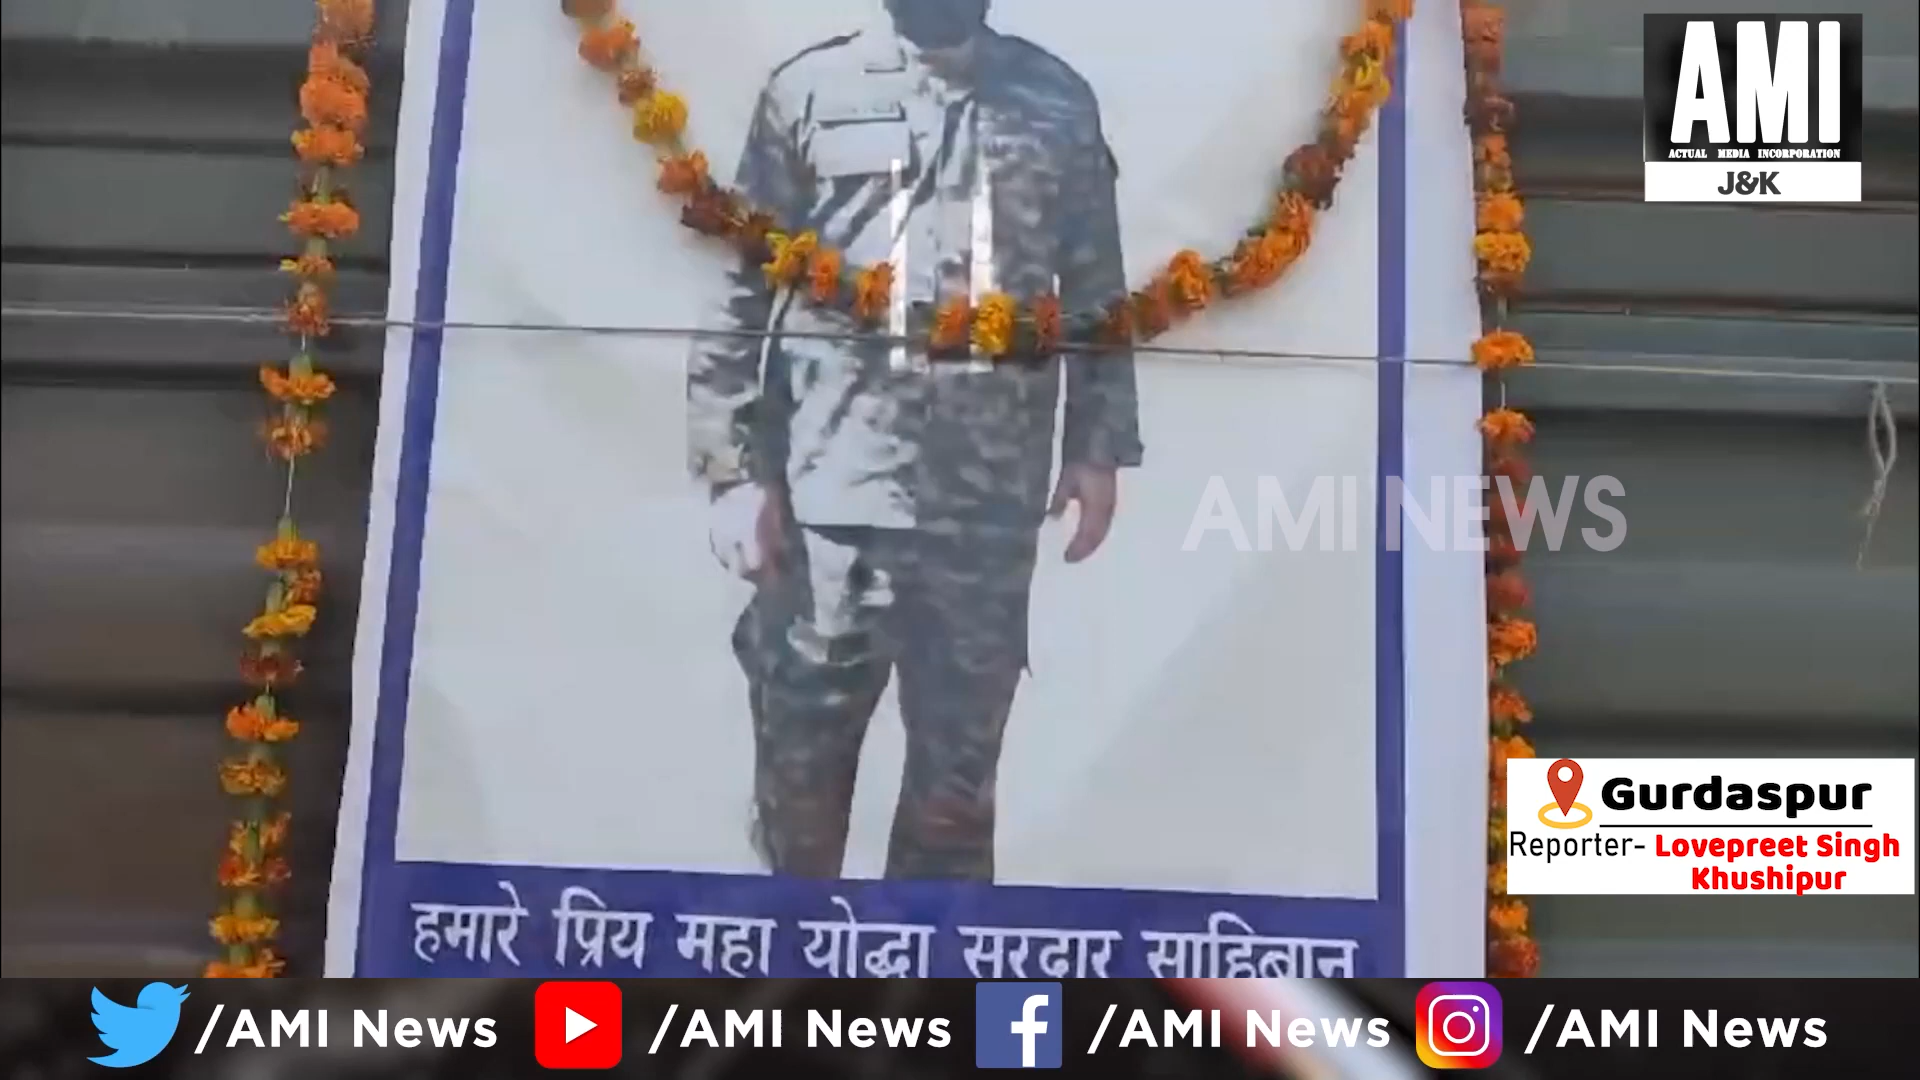 AMI
ACTUAL MEDIA INCORPORATION
J&K
AMI NEWS
Gurdaspur
Reporter- Lovepreet Singh
Khushipur
हमारे प्रिय महा योद्धा सरदार साहिबान
/AMI News /AMI News /AMI News /AMI News